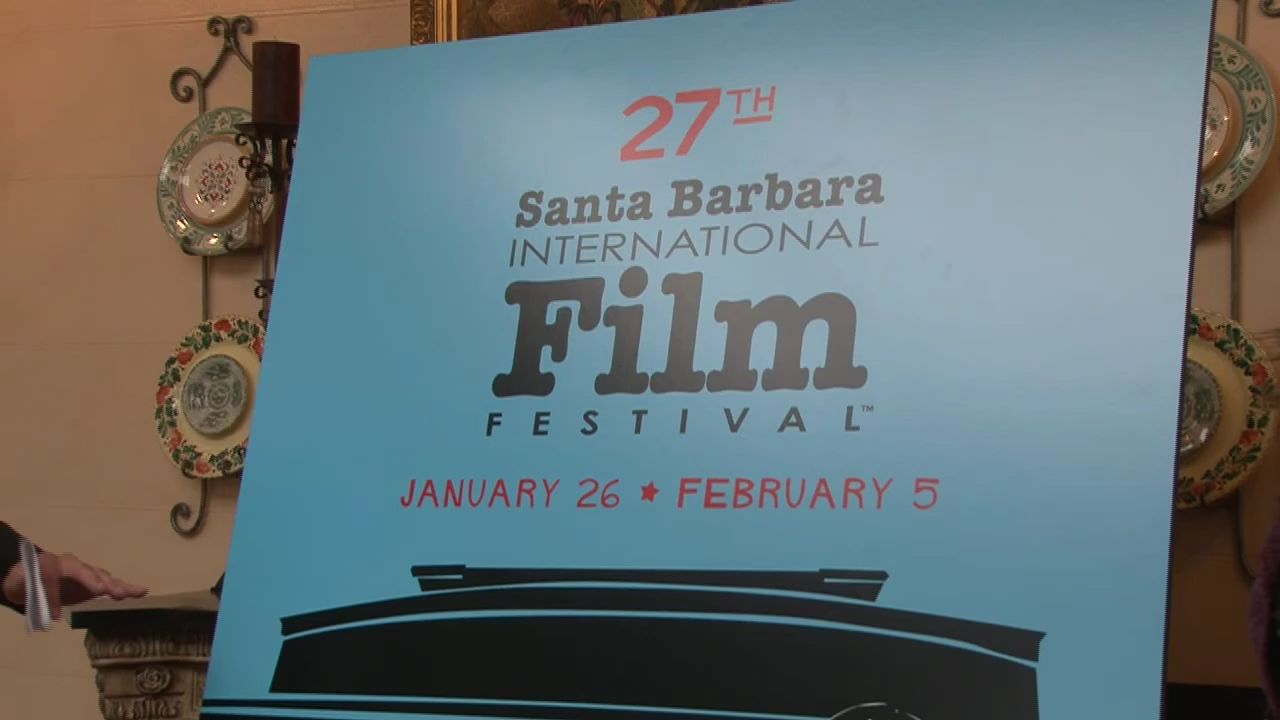 27TH
Santa Barbara
INTERNATIONAL
Film
FESTIVAL™
JANUARY 26 ★ FEBRUARY 5